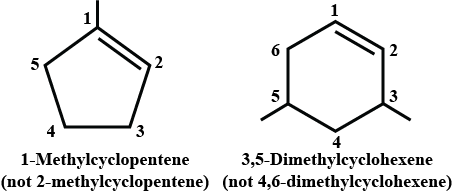 1
5
2
4
3
1
6
2
5
3
4
1-Methylcyclopentene
(not 2-methylcyclopentene)
3,5-Dimethylcyclohexene
(not 4,6-dimethylcyclohexene)